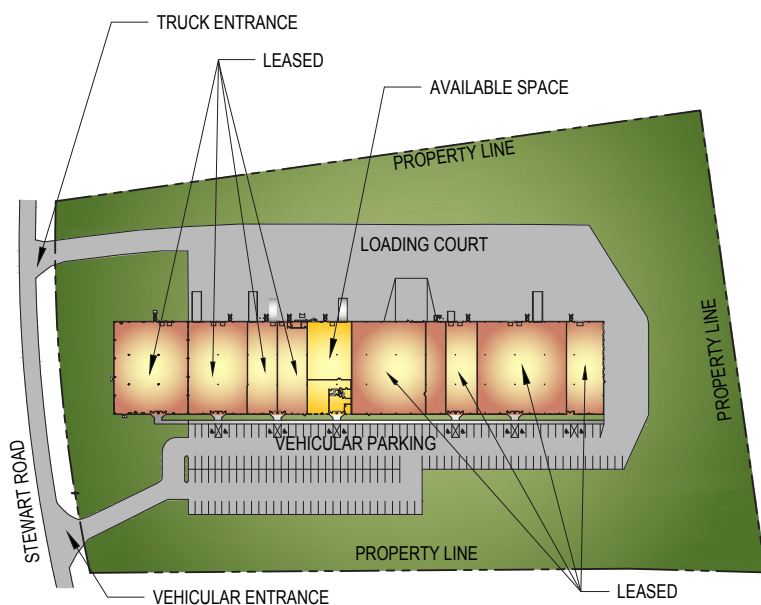 TRUCK ENTRANCE
LEASED
AVAILABLE SPACE
PROPERTY LINE
LOADING COURT
PROPERTY LINE
VEHICULAR PARKING
STEWART ROAD
PROPERTY LINE
LEASED
VEHICULAR ENTRANCE